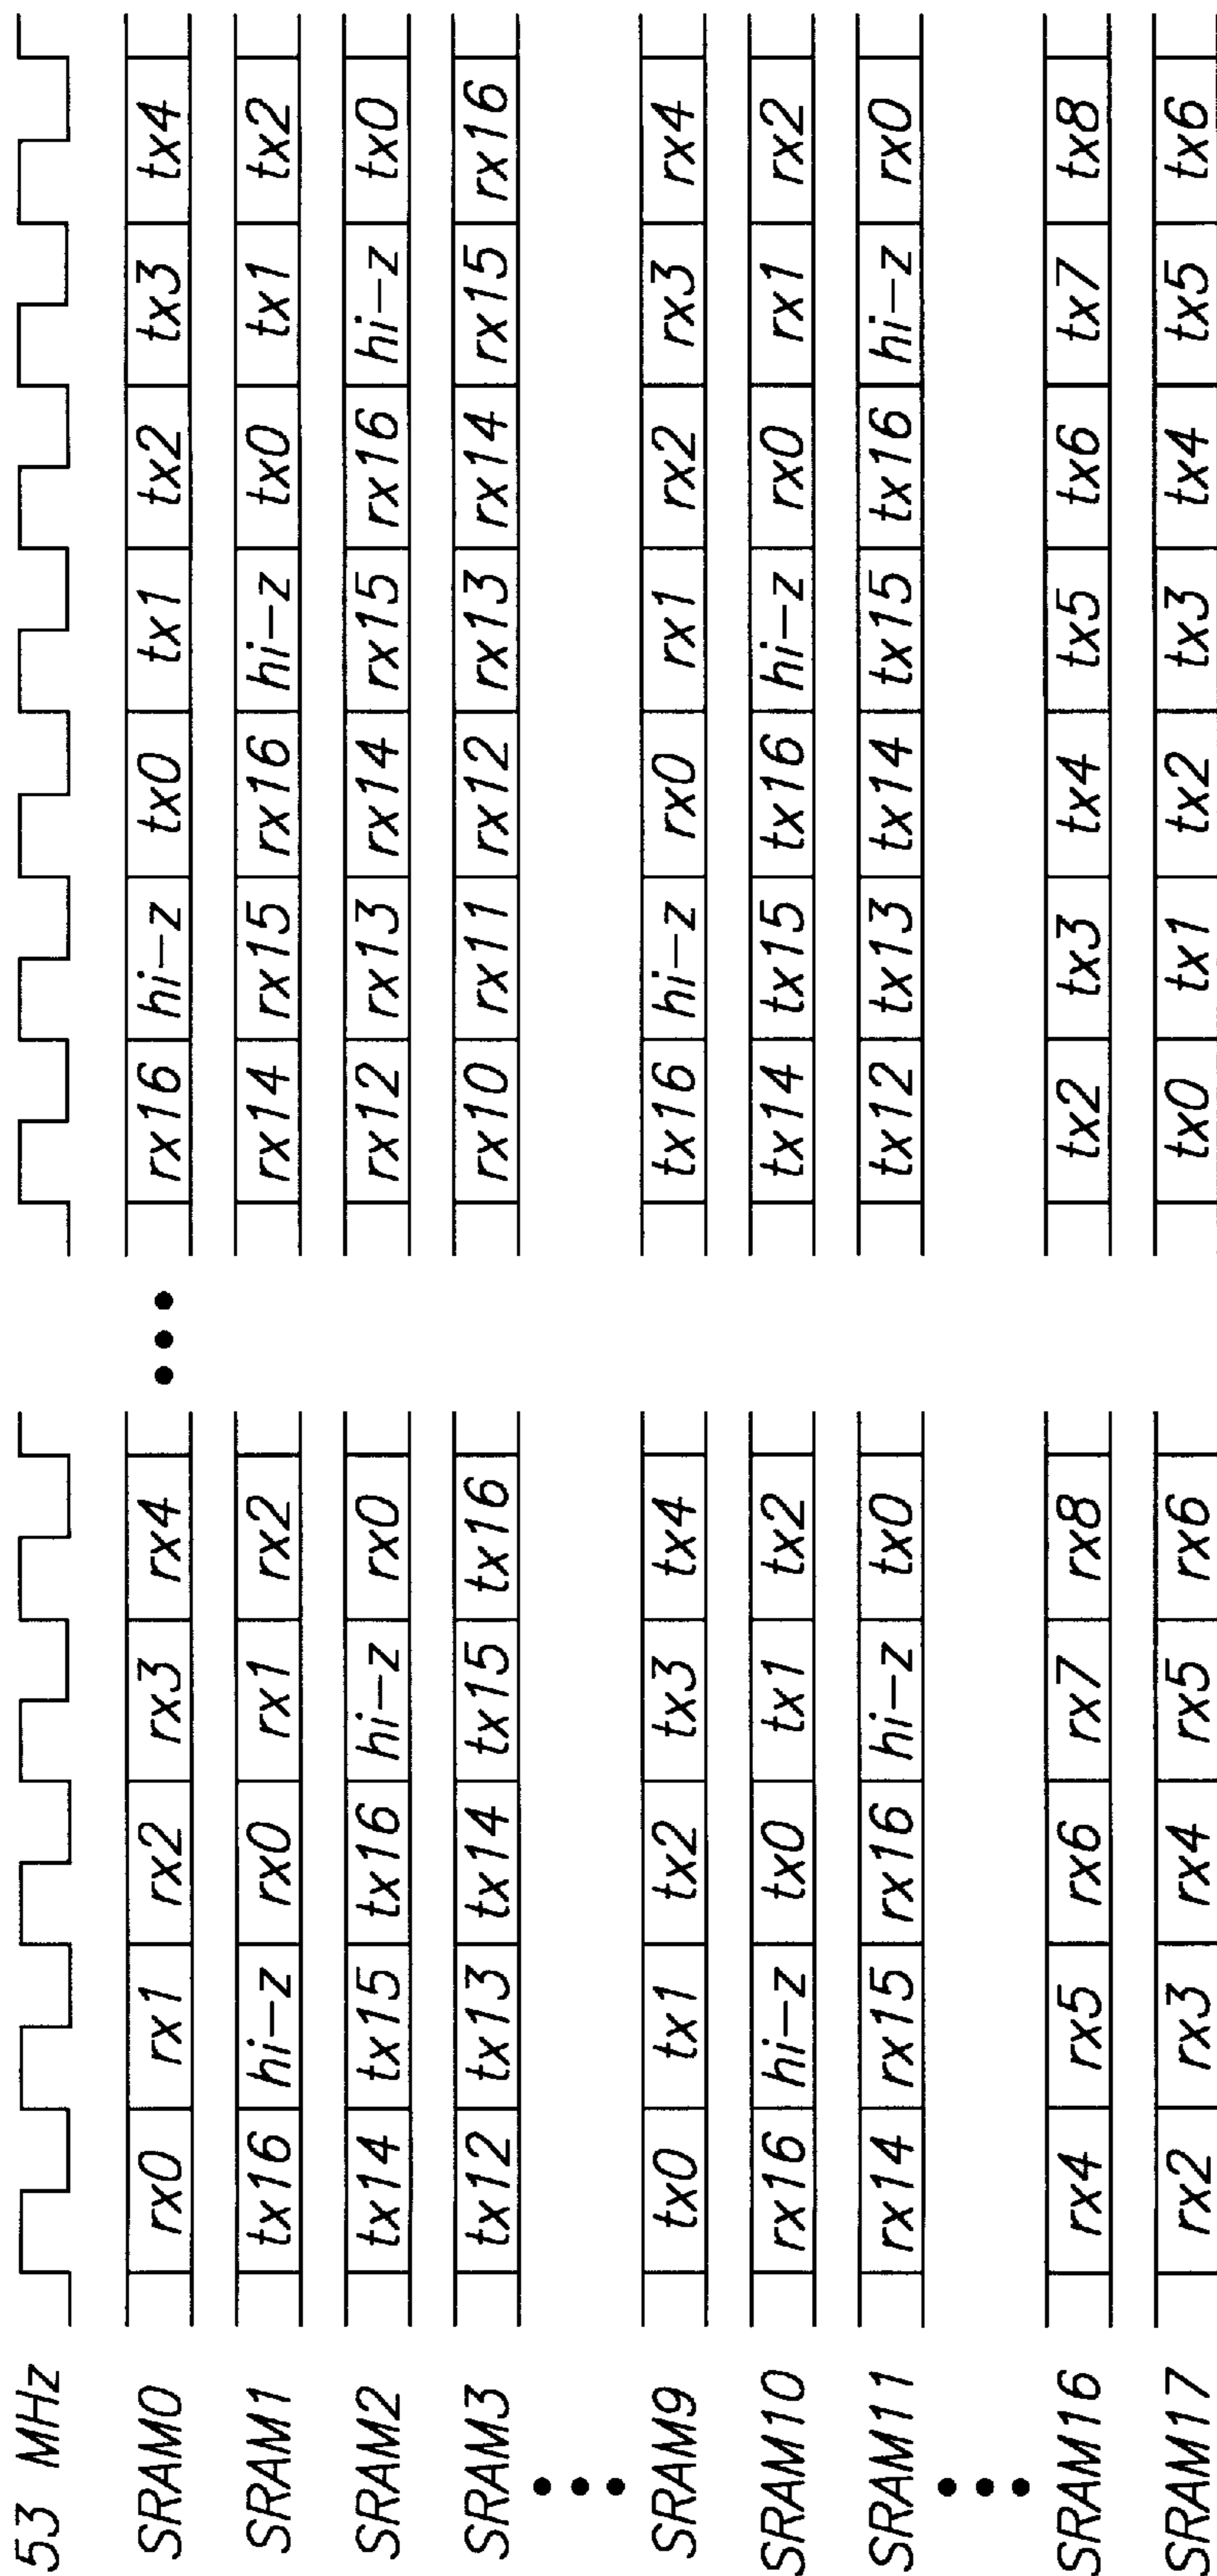 53 MHz
SRAM0 rx0 rx1 rx2 rx3 rx4 rx16 hi-z tx0 tx1 tx2 tx3 tx4
SRAM1 tx16 hi-z rx0 rx1 rx2 rx14 rx15 rx16 hi-z tx0 tx1 tx2
SRAM2 tx14 tx15 tx16 hi-z rx0 rx12 rx13 rx14 rx15 rx16 hi-z tx0
SRAM3 tx12 tx13 tx14 tx15 tx16 rx10 rx11 rx12 rx13 rx14 rx15 rx16
SRAM9 tx0 tx1 tx2 tx3 tx4 tx16 hi-z rx0 rx1 rx2 rx3 rx4
SRAM10 rx16 hi-z tx0 tx1 tx2 tx14 tx15 tx16 hi-z rx0 rx1 rx2
SRAM11 rx14 rx15 rx16 hi-z tx0 tx12 tx13 tx14 tx15 tx16 hi-z rx0
SRAM16 rx4 rx5 rx6 rx7 rx8 tx2 tx3 tx4 tx5 tx6 tx7 tx8
SRAM17 rx2 rx3 rx4 rx5 rx6 tx0 tx1 tx2 tx3 tx4 tx5 tx6